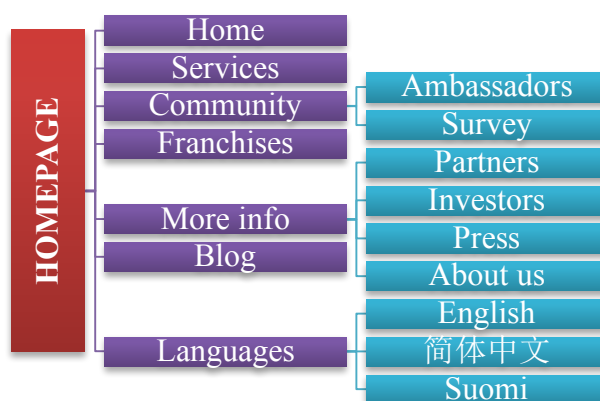 HOMEPAGE
Home
Services
Community
Ambassadors
Survey
Franchises
More info
Partners
Investors
Press
About us
Blog
Languages
English
简体中文
Suomi